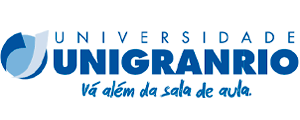 UNIVERSIDADE
UNIGRANRIO
Vá além da sala de aula.